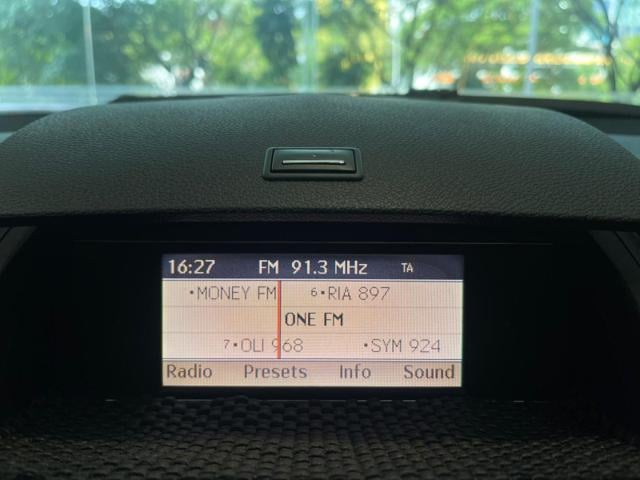 16:27 FM 91.3 MHz TA
•MONEY FM 6•RIA 897
ONE FM
7•OLI 968 •SYM 924
Radio Presets Info Sound